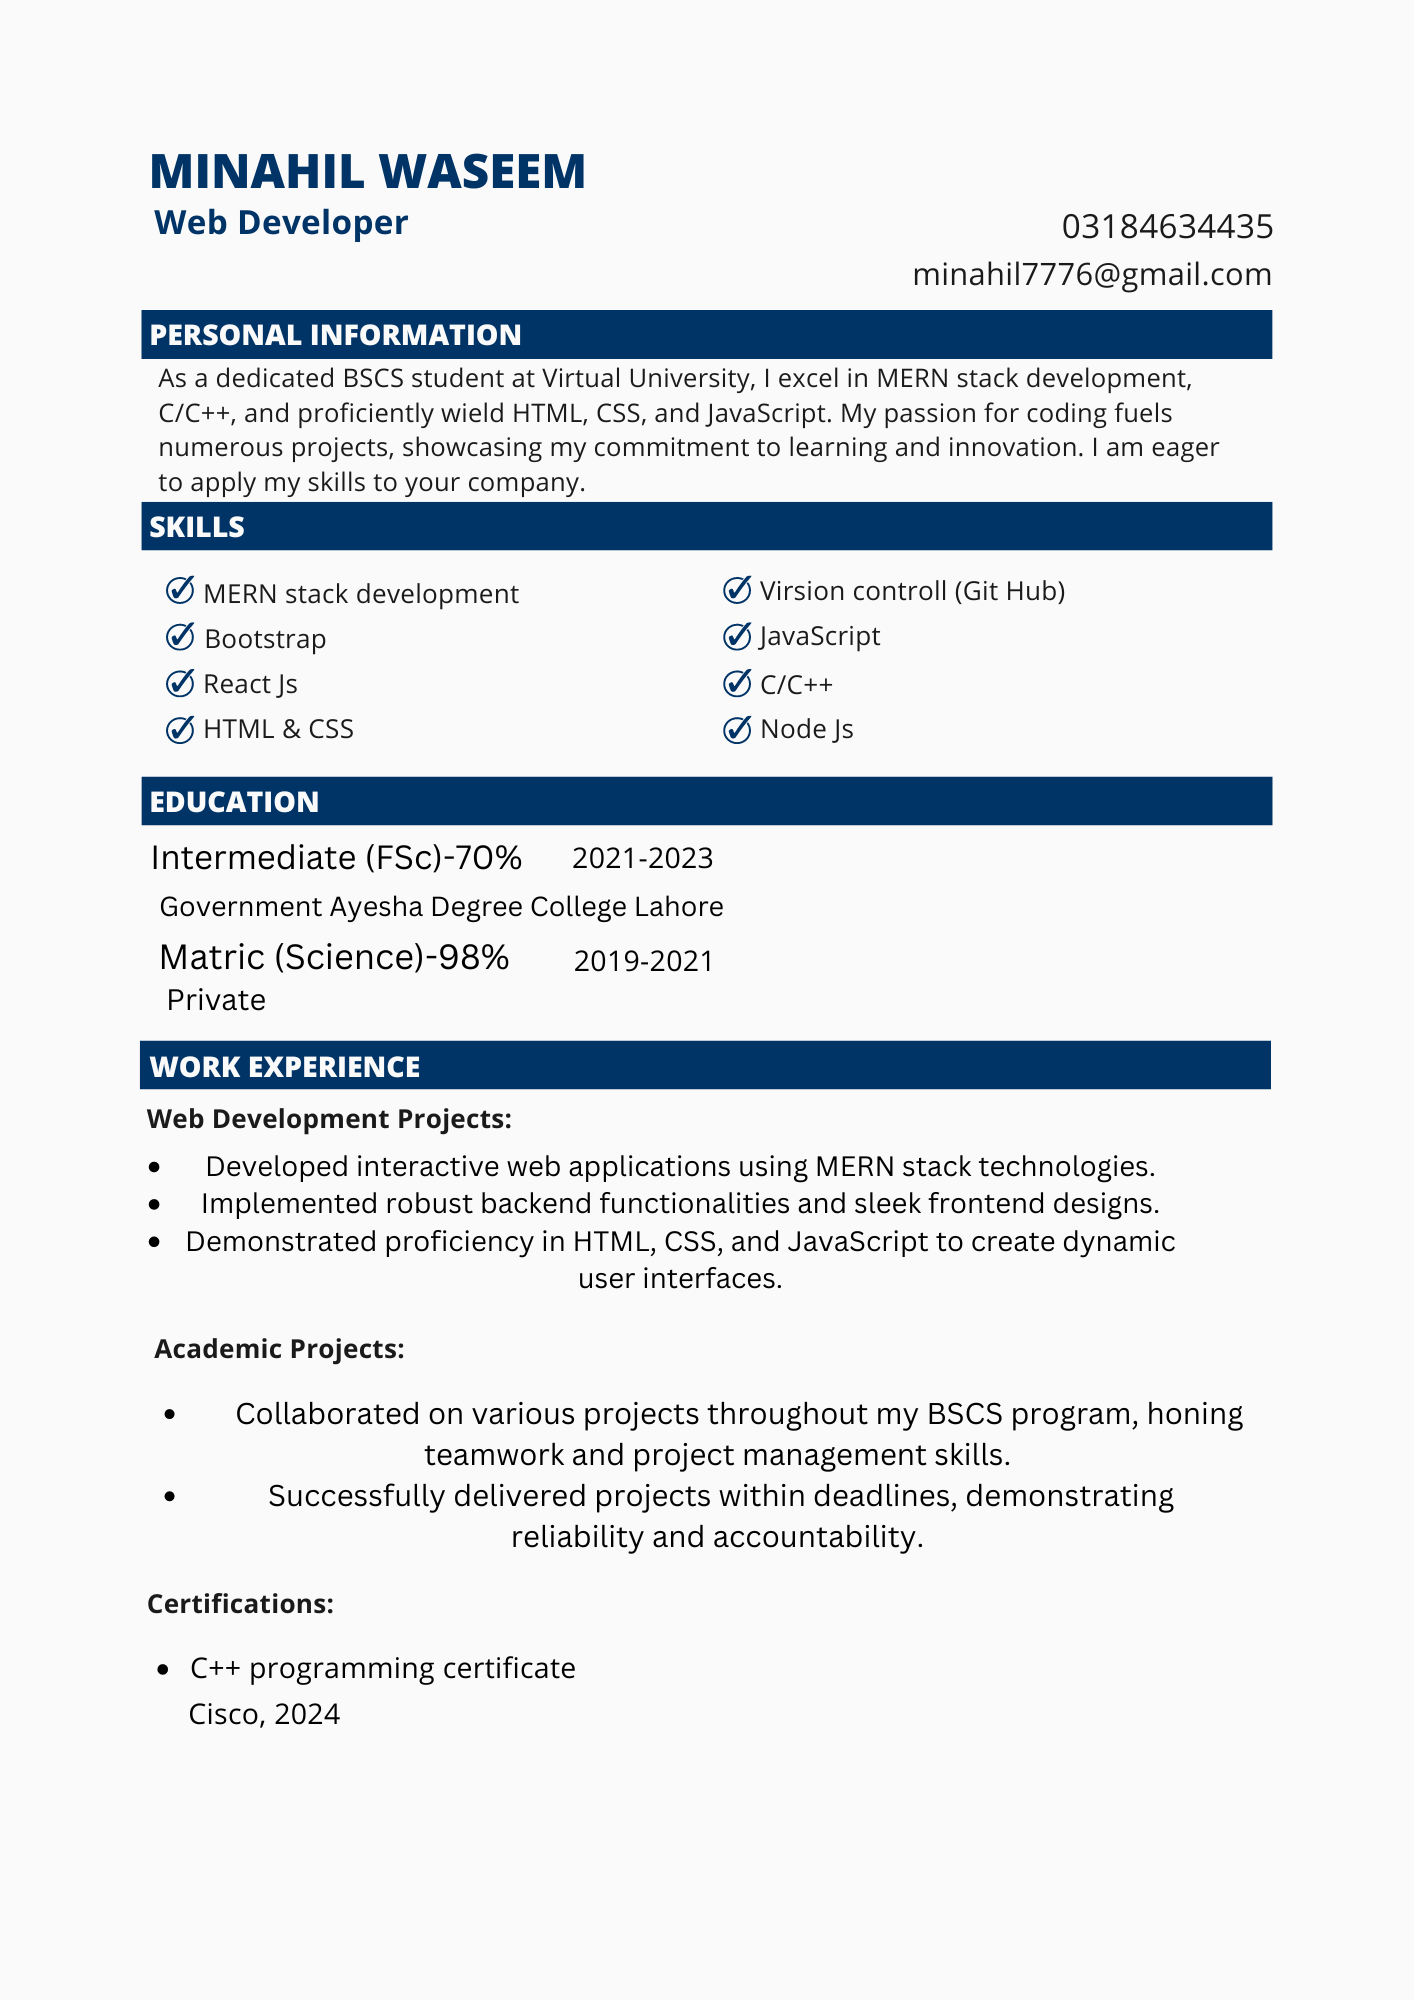 MINAHIL WASEEM
Web Developer
03184634435
minahil7776@gmail.com
PERSONAL INFORMATION
As a dedicated BSCS student at Virtual University, I excel in MERN stack development,
C/C++, and proficiently wield HTML, CSS, and JavaScript. My passion for coding fuels
numerous projects, showcasing my commitment to learning and innovation. I am eager
to apply my skills to your company.
SKILLS
MERN stack development
Bootstrap
React Js
HTML & CSS
Virsion controll (Git Hub)
JavaScript
C/C++
Node Js
EDUCATION
Intermediate (FSc)-70% 2021-2023
Government Ayesha Degree College Lahore
Matric (Science)-98% 2019-2021
Private
WORK EXPERIENCE
Web Development Projects:
• Developed interactive web applications using MERN stack technologies.
• Implemented robust backend functionalities and sleek frontend designs.
• Demonstrated proficiency in HTML, CSS, and JavaScript to create dynamic
user interfaces.
Academic Projects:
• Collaborated on various projects throughout my BSCS program, honing
teamwork and project management skills.
• Successfully delivered projects within deadlines, demonstrating
reliability and accountability.
Certifications:
• C++ programming certificate
Cisco, 2024